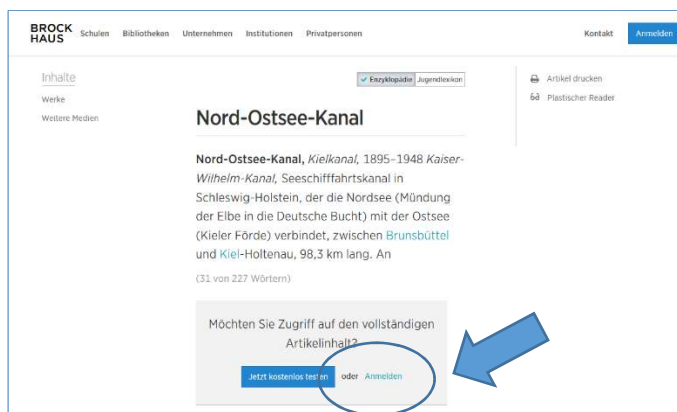 BROCK
HAUS
Schulen Bibliotheken Unternehmen Institutionen Privatpersonen Kontakt Anmelden
Inhalte
Werke
Weitere Medien
Enzyklopädie Jugendlexikon
Artikel drucken
Plastischer Reader
Nord-Ostsee-Kanal
Nord-Ostsee-Kanal, Kielkanal, 1895–1948 Kaiser-
Wilhelm-Kanal, Seeschifffahrtskanal in
Schleswig-Holstein, der die Nordsee (Mündung
der Elbe in die Deutsche Bucht) mit der Ostsee
(Kieler Förde) verbindet, zwischen Brunsbüttel
und Kiel-Holtenau, 98,3 km lang. An
(31 von 227 Wörtern)
Möchten Sie Zugriff auf den vollständigen
Artikelinhalt?
Jetzt kostenlos testen oder Anmelden